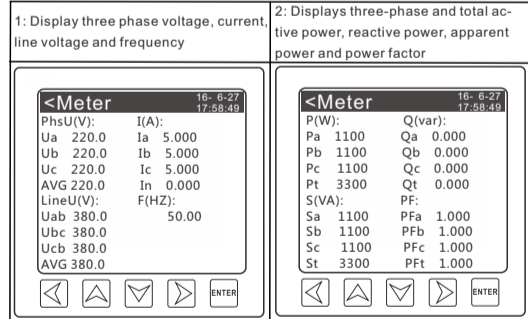 1: Display three phase voltage, current,
line voltage and frequency
2: Displays three-phase and total ac-
tive power, reactive power, apparent
power and power factor
<Meter 16- 6-27
17:58:49
PhsU(V): I(A):
Ua 220.0 Ia 5.000
Ub 220.0 Ib 5.000
Uc 220.0 Ic 5.000
AVG 220.0 In 0.000
LineU(V): F(HZ):
Uab 380.0 50.00
Ubc 380.0
Ucb 380.0
AVG 380.0
ENTER
<Meter 16- 6-27
17:58:49
P(W): Q(var):
Pa 1100 Qa 0.000
Pb 1100 Qb 0.000
Pc 1100 Qc 0.000
Pt 3300 Qt 0.000
S(VA): PF:
Sa 1100 PFa 1.000
Sb 1100 PFb 1.000
Sc 1100 PFc 1.000
St 3300 PFt 1.000
ENTER